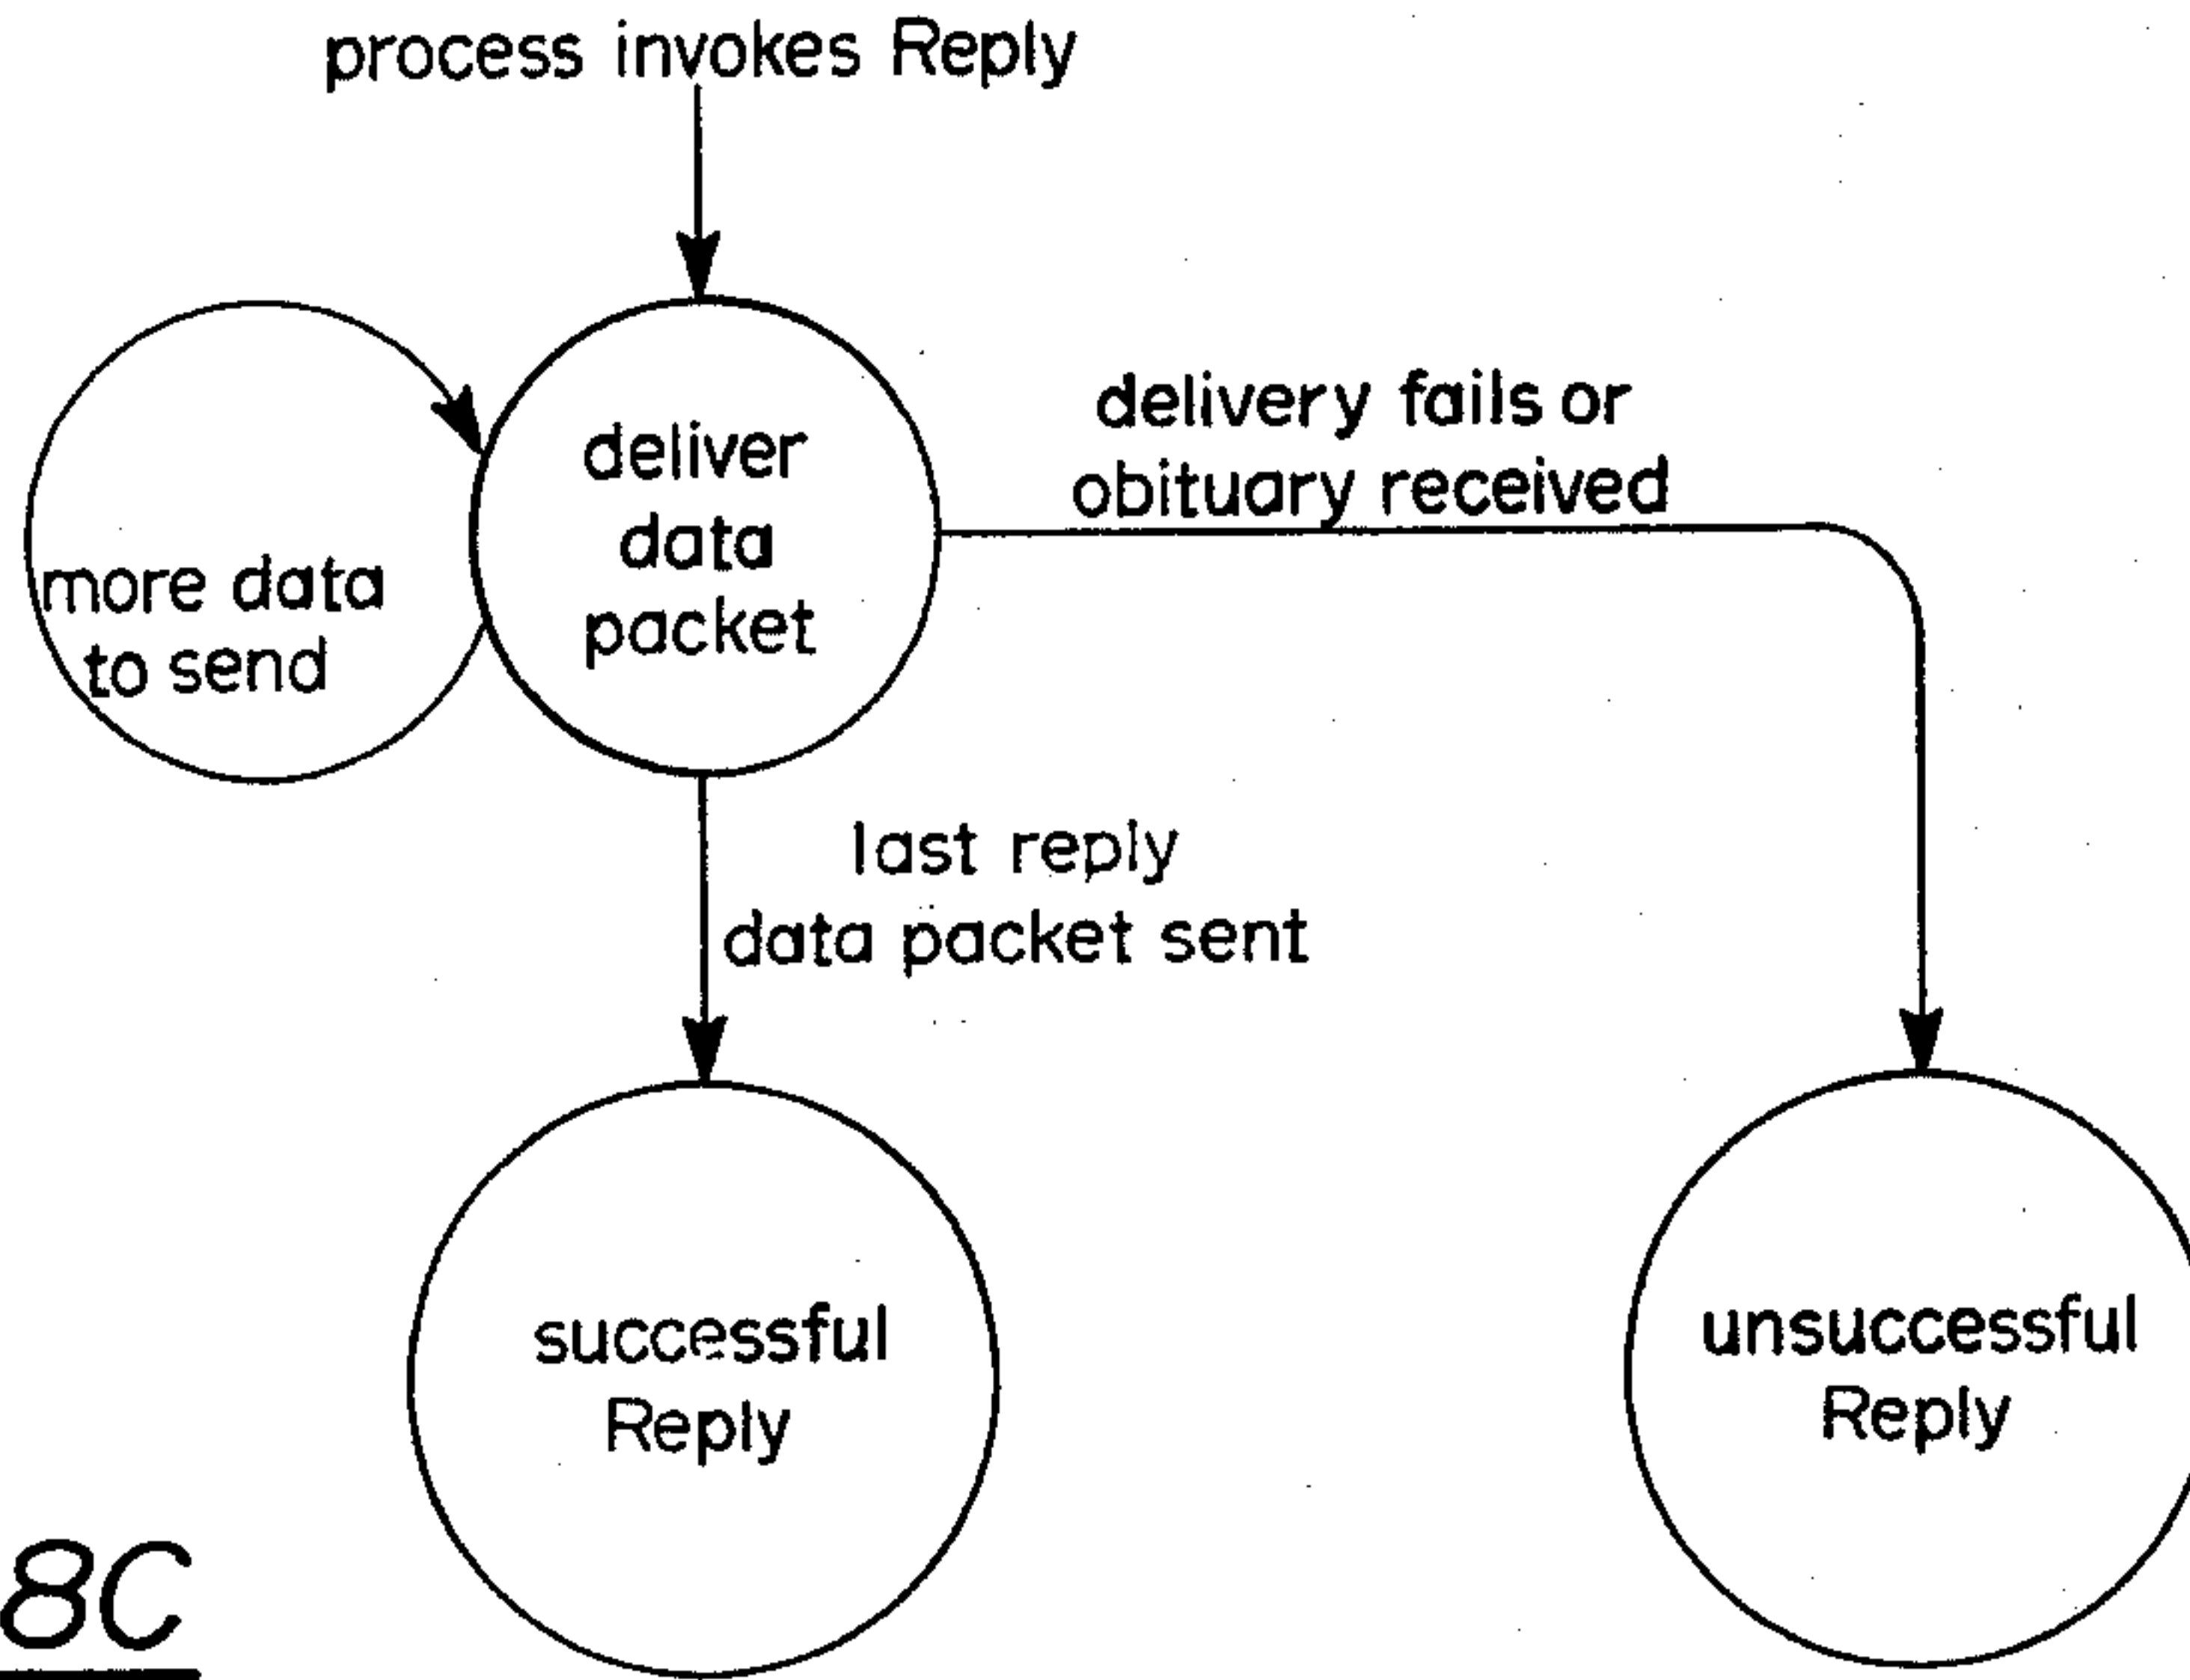 process invokes Reply
delivery fails or
obituary received
deliver
data
packet
more data
to send
last reply
data packet sent
successful
Reply
unsuccessful
Reply
8C